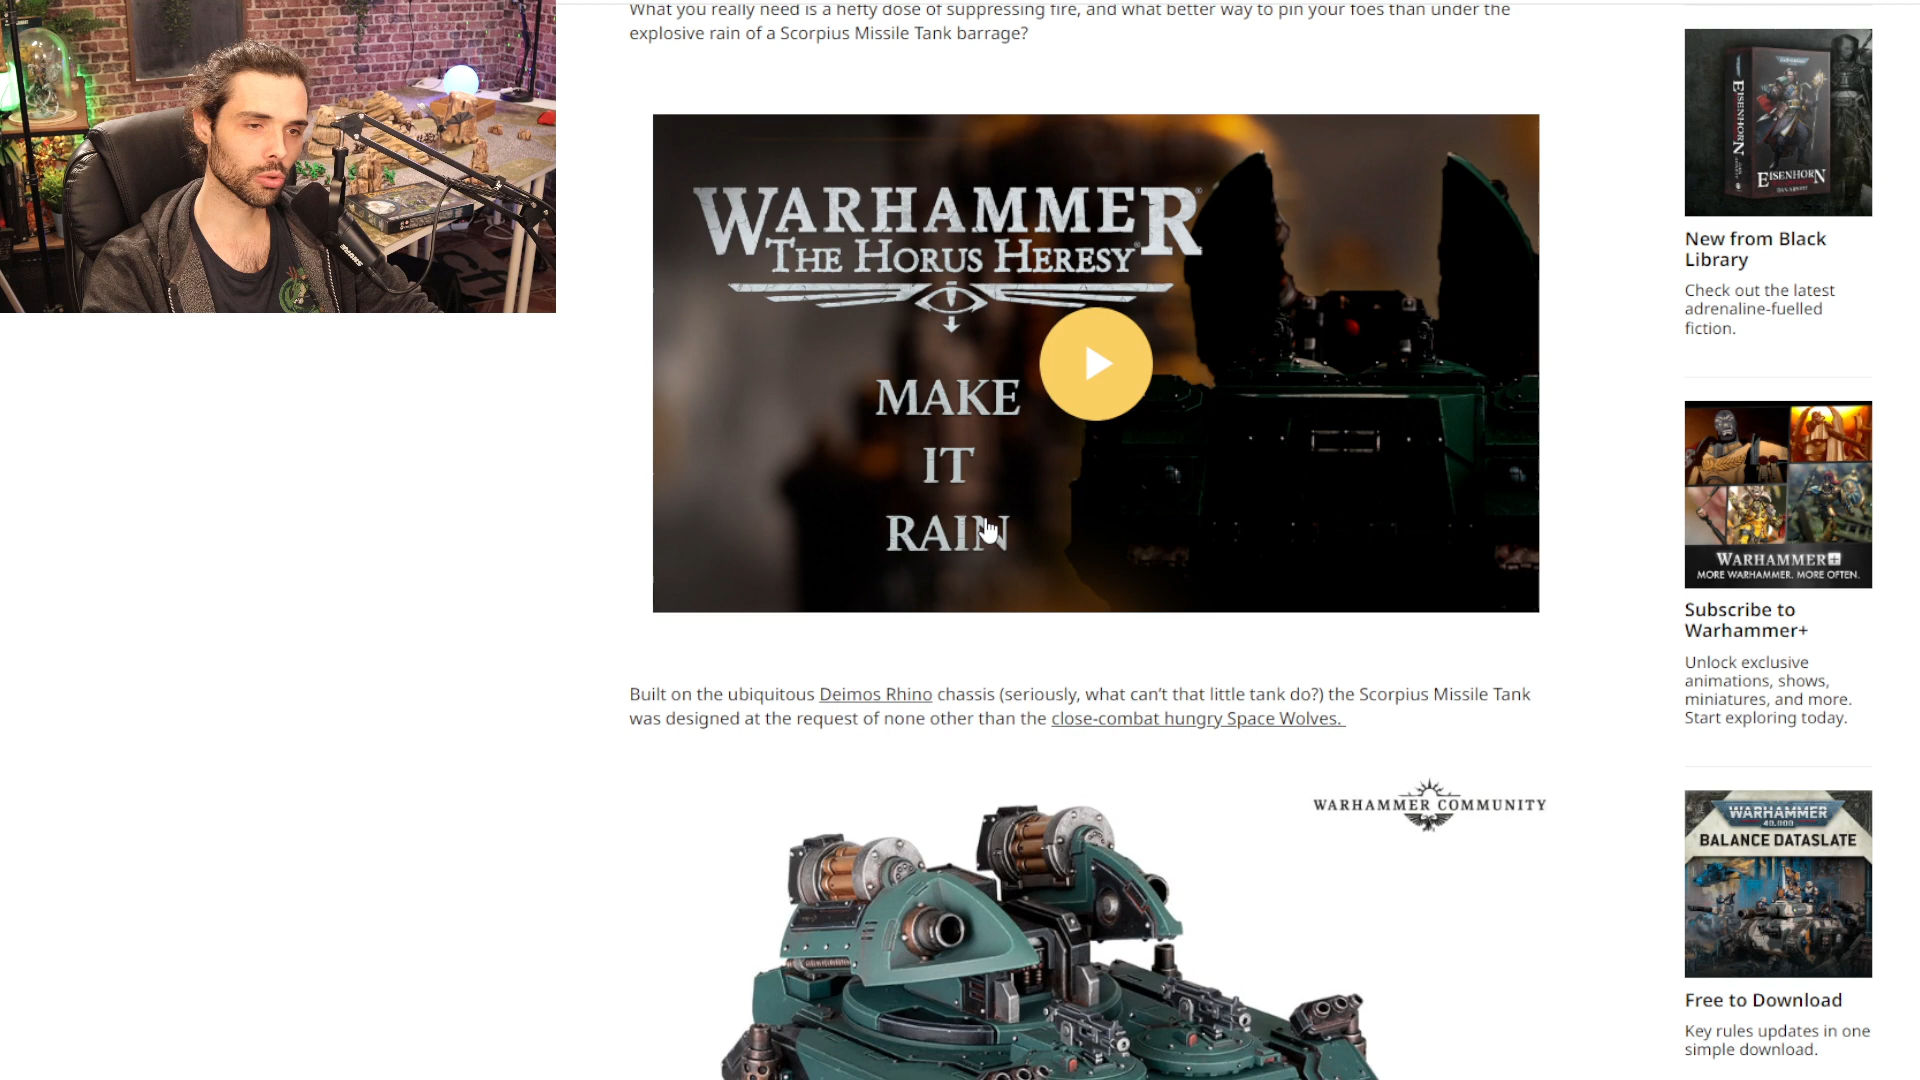 What you really need is a hefty dose of suppressing fire, and what better way to pin your foes than under the
explosive rain of a Scorpius Missile Tank barrage?
WARHAMMER
THE HORUS HERESY
MAKE
IT
RAIN
Built on the ubiquitous Deimos Rhino chassis (seriously, what can't that little tank do?) the Scorpius Missile Tank
was designed at the request of none other than the close-combat hungry Space Wolves.
WARHAMMER COMMUNITY
EISENHORN
EISENHORN
DAN ABNETT
New from Black
Library
Check out the latest
adrenaline-fuelled
fiction.
WARHAMMER+
MORE WARHAMMER. MORE OFTEN.
Subscribe to
Warhammer+
Unlock exclusive
animations, shows,
miniatures, and more.
Start exploring today.
WARHAMMER
40,000
BALANCE DATASLATE
Free to Download
Key rules updates in one
simple download.